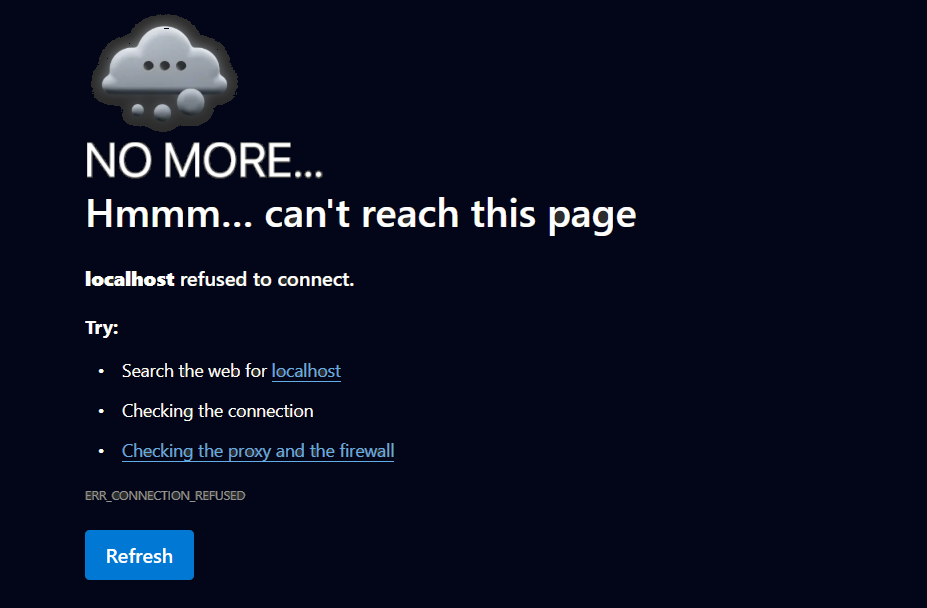 NO MORE...
Hmmm... can't reach this page
localhost refused to connect.
Try:
• Search the web for localhost
• Checking the connection
• Checking the proxy and the firewall
ERR_CONNECTION_REFUSED
Refresh